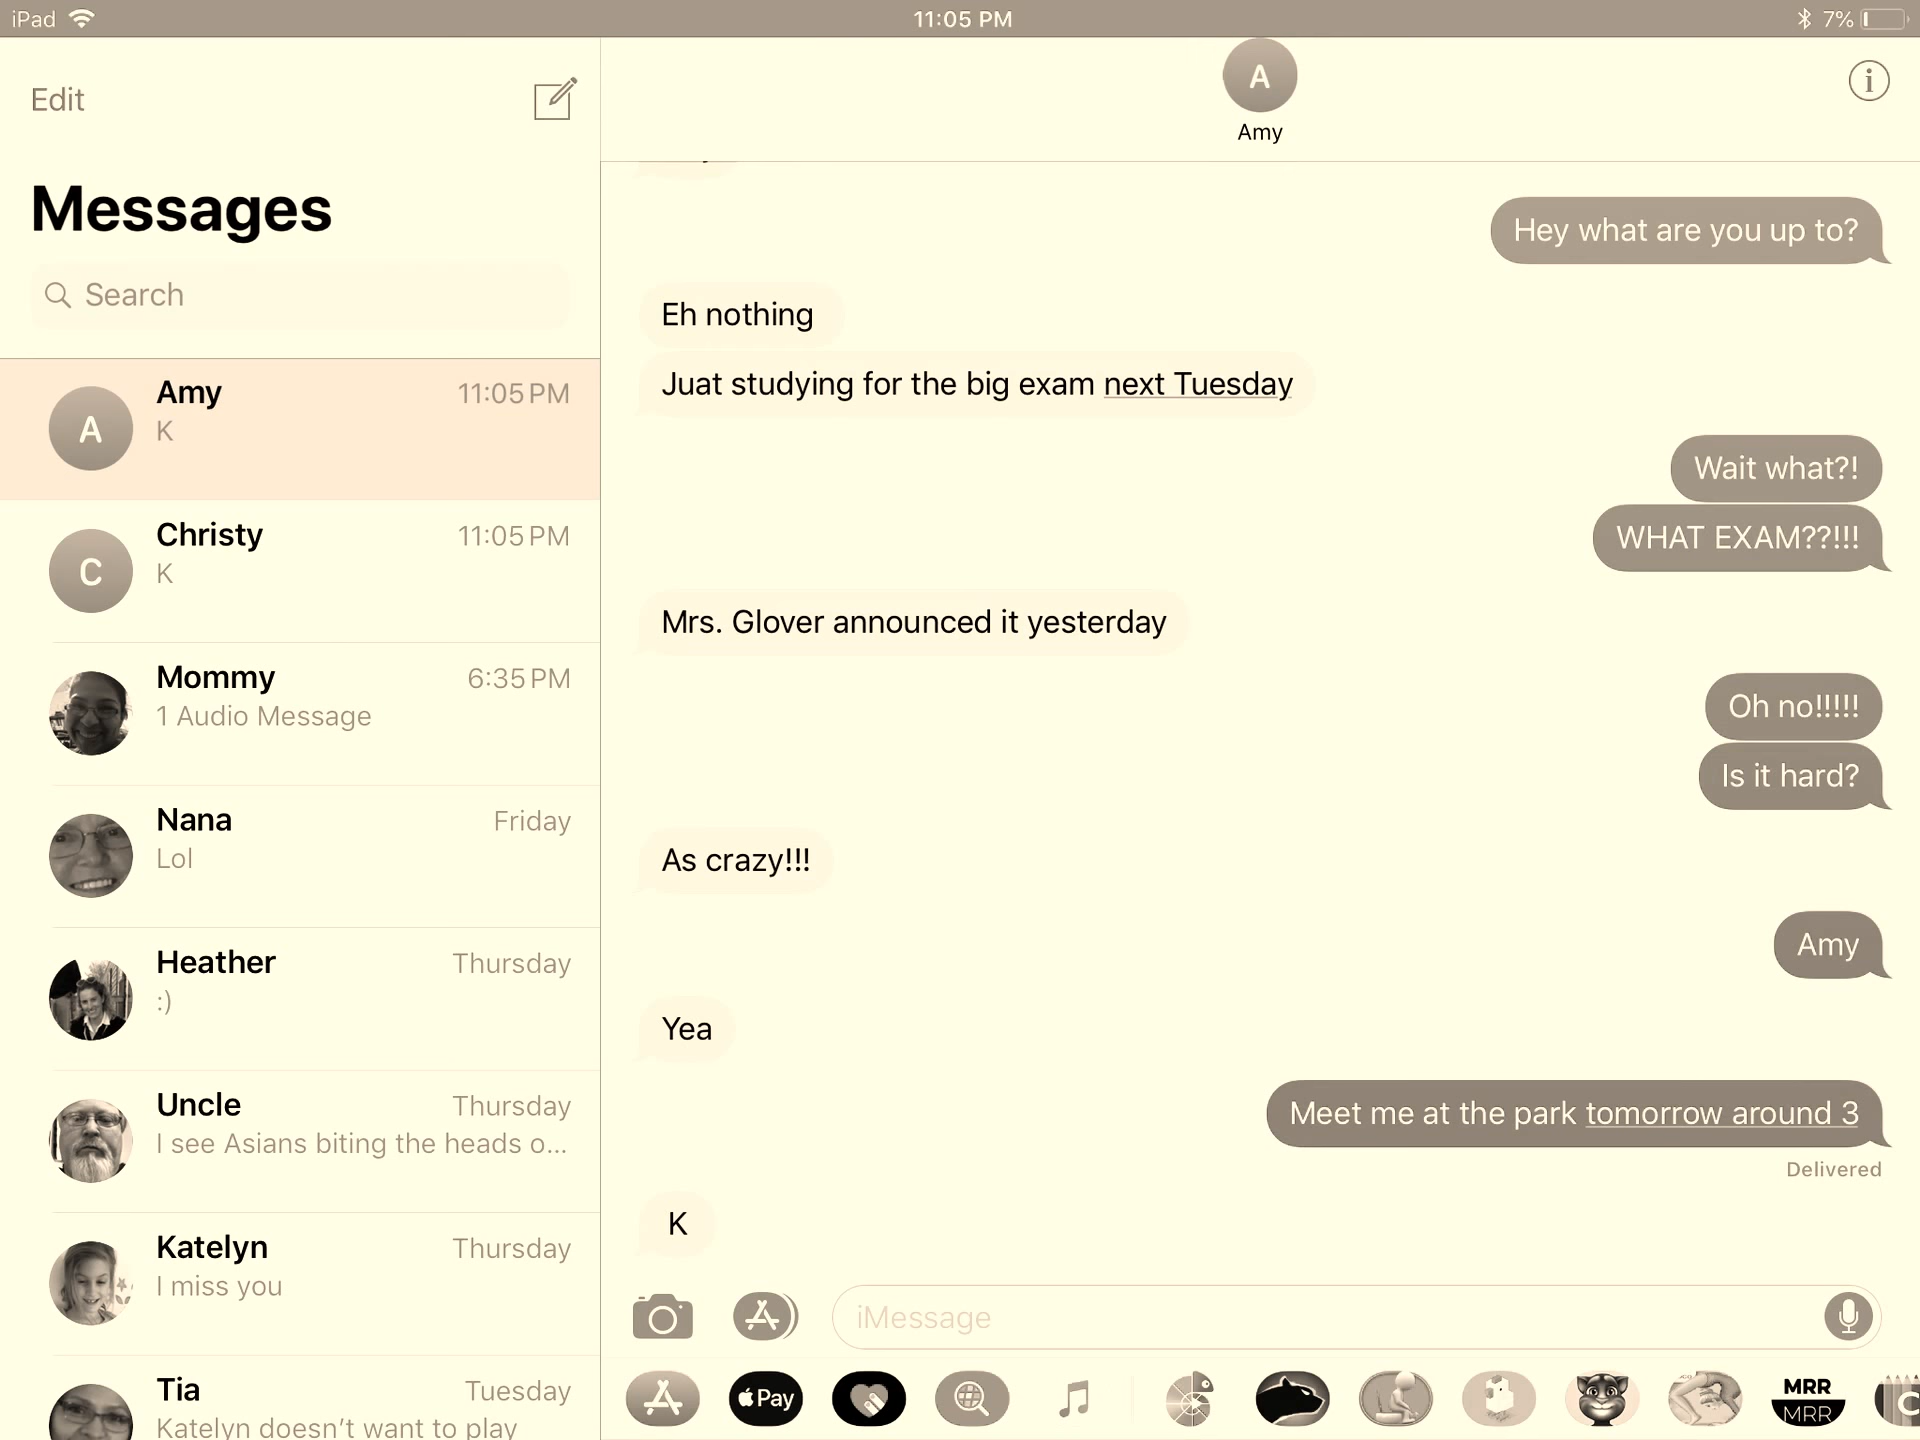 iPad
11:05 PM
7%
Edit
Messages
Search
A
Amy
11:05 PM
K
C
Christy
11:05 PM
K
Mommy
6:35 PM
1 Audio Message
Nana
Friday
Lol
Heather
Thursday
:)
Uncle
Thursday
I see Asians biting the heads o...
Katelyn
Thursday
I miss you
Tia
Tuesday
Katelyn doesn't want to play
A
Amy
Hey what are you up to?
Eh nothing
Juat studying for the big exam next Tuesday
Wait what?!
WHAT EXAM??!!!
Mrs. Glover announced it yesterday
Oh no!!!!!
Is it hard?
As crazy!!!
Amy
Yea
Meet me at the park tomorrow around 3
Delivered
K
iMessage
Pay
MRR
MRR
C